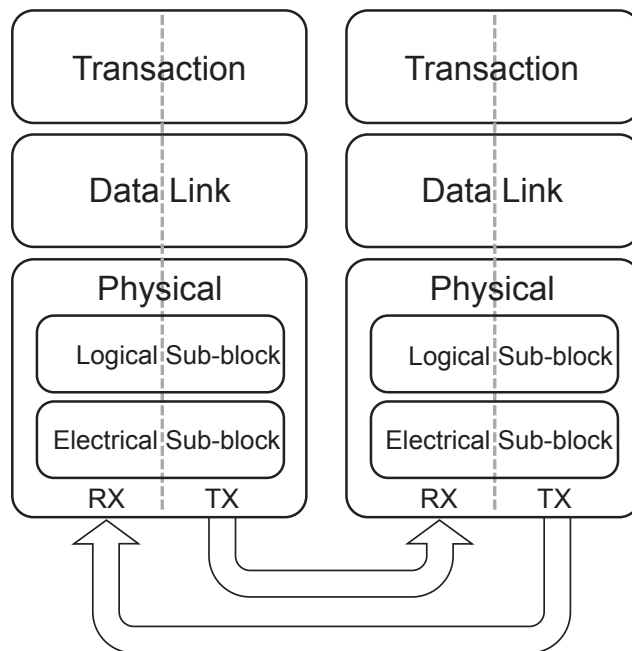 Transaction
Data Link
Physical
Logical Sub-block
Electrical Sub-block
RX TX
Transaction
Data Link
Physical
Logical Sub-block
Electrical Sub-block
RX TX